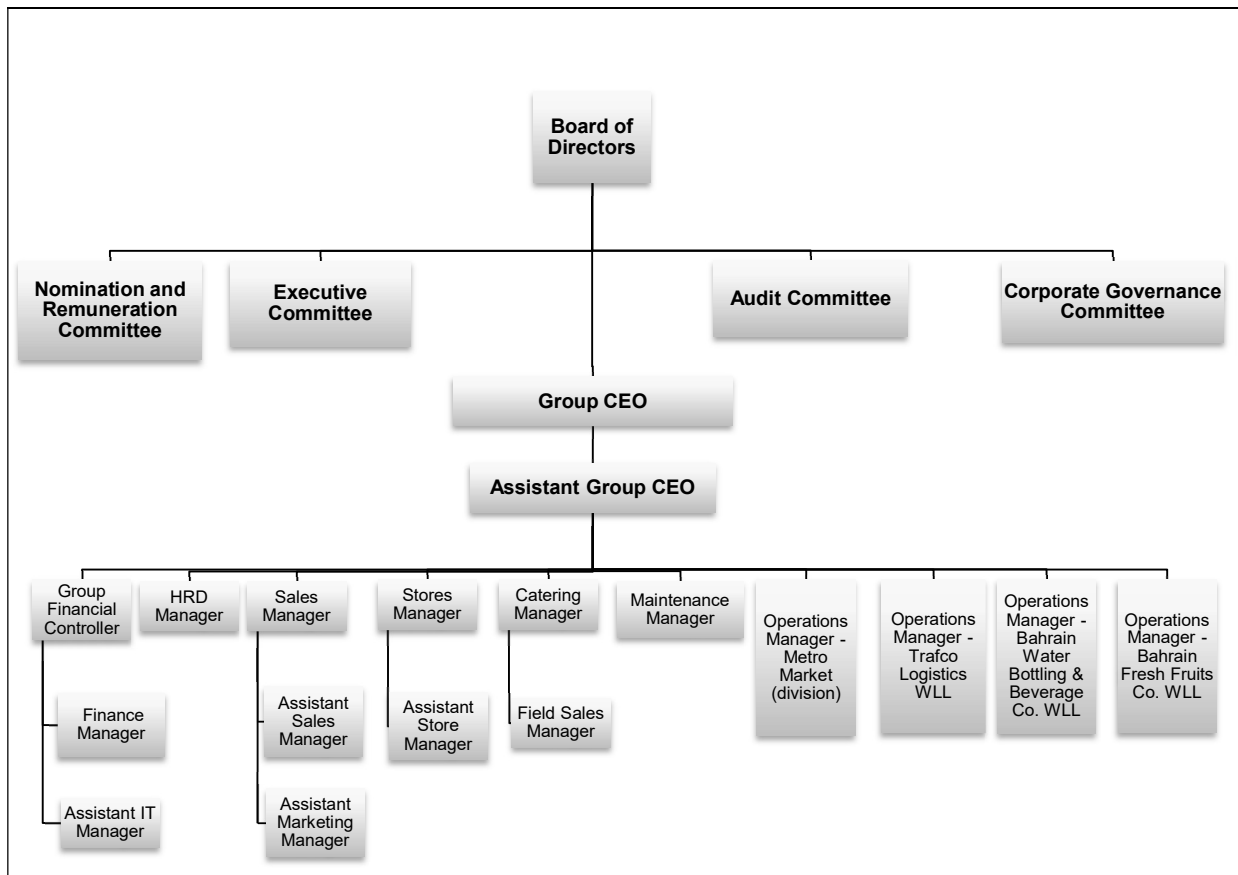 Board of
Directors
Nomination and
Remuneration
Committee
Executive
Committee
Audit Committee
Corporate Governance
Committee
Group CEO
Assistant Group CEO
Group
Financial
Controller
HRD
Manager
Sales
Manager
Stores
Manager
Catering
Manager
Maintenance
Manager
Operations
Manager -
Metro
Market
(division)
Operations
Manager -
Trafco
Logistics
WLL
Operations
Manager -
Bahrain
Water
Bottling &
Beverage
Co. WLL
Operations
Manager -
Bahrain
Fresh Fruits
Co. WLL
Finance
Manager
Assistant
Sales
Manager
Assistant
Store
Manager
Field Sales
Manager
Assistant IT
Manager
Assistant
Marketing
Manager